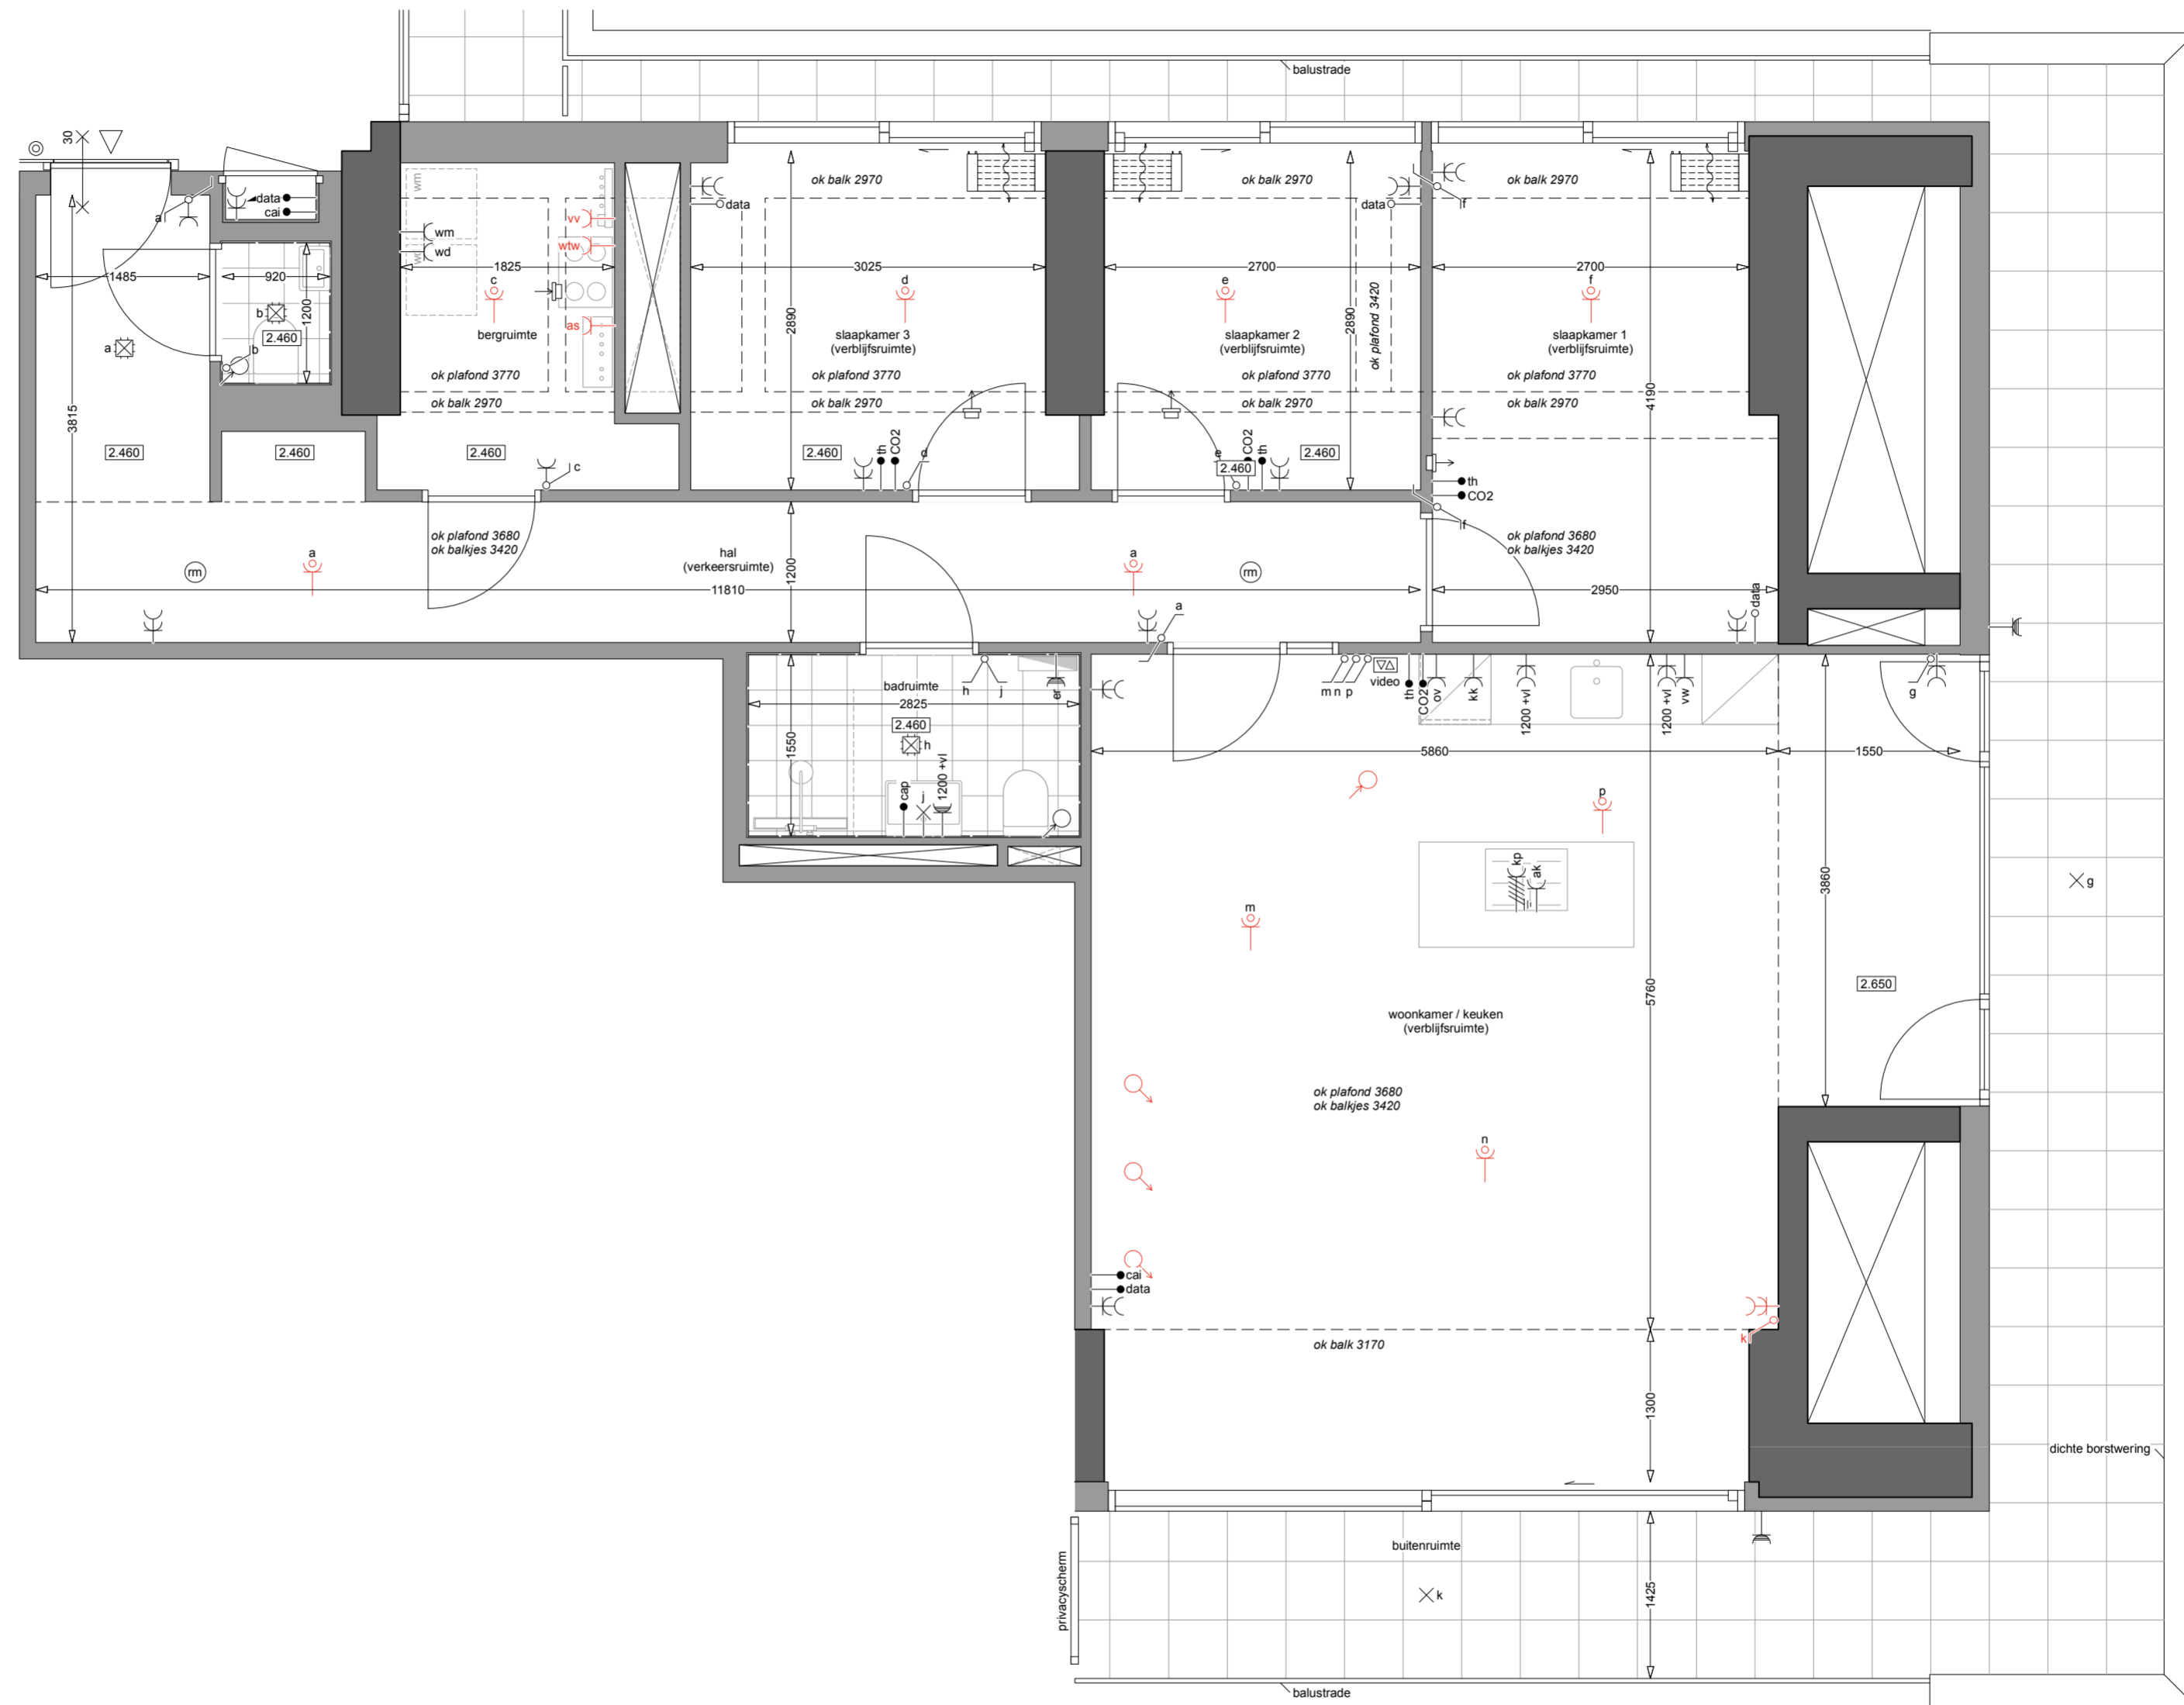 balustrade
30
data
cai
a
wm
wm
wd
wd
vv
wtw
as
c
1825
bergruimte
ok plafond 3770
ok balk 2970
2.460
c
1485
920
1200
b
2.460
b
a
3815
2.460
2.460
data
ok balk 2970
3025
d
2890
slaapkamer 3
(verblijfsruimte)
ok plafond 3770
ok balk 2970
2.460
th
CO2
d
ok balk 2970
data
2700
e
ok plafond 3420
2890
slaapkamer 2
(verblijfsruimte)
ok plafond 3770
ok balk 2970
e
2.460
CO2
th
2.460
f
ok balk 2970
2700
f
slaapkamer 1
(verblijfsruimte)
ok plafond 3770
ok balk 2970
4190
th
CO2
f
ok plafond 3680
ok balkjes 3420
2950
data
ok plafond 3680
ok balkjes 3420
hal
(verkeersruimte)
a
rm
a
rm
11810
1200
a
badruimte
2825
2.460
h
h
j
er
1550
cap
j
1200 +vl
m n p
video
th
CO2
ov
kk
1200 +vl
1200 +vl
vw
g
5860
1550
p
kp
ak
m
3860
g
2.650
5760
woonkamer / keuken
(verblijfsruimte)
ok plafond 3680
ok balkjes 3420
n
cai
data
k
ok balk 3170
1300
dichte borstwering
buitenruimte
privacyscherm
k
1425
balustrade